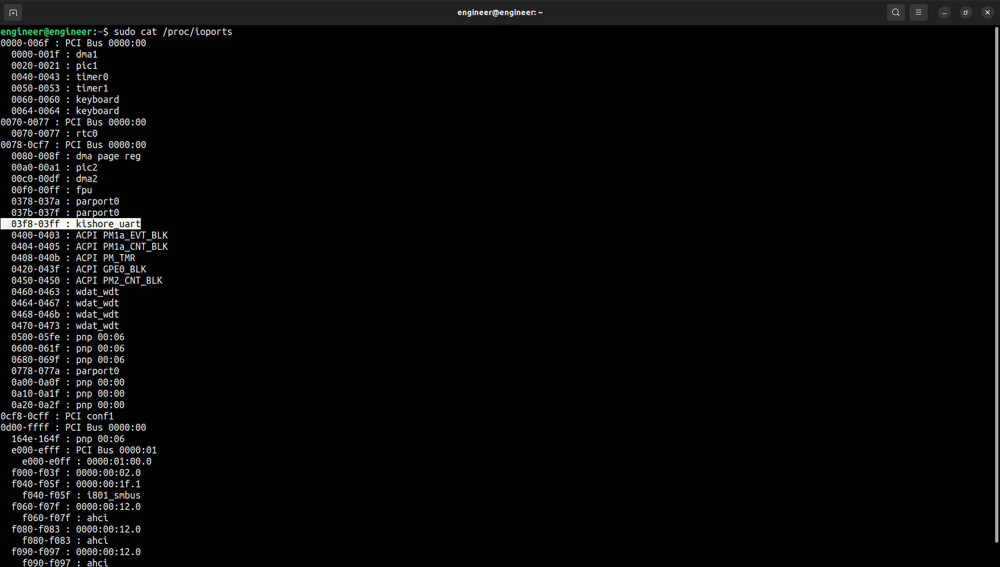 engineer@engineer: ~
engineer@engineer:~$ sudo cat /proc/ioports
0000-006f : PCI Bus 0000:00
  0000-001f : dma1
  0020-0021 : pic1
  0040-0043 : timer0
  0050-0053 : timer1
  0060-0060 : keyboard
  0064-0064 : keyboard
0070-0077 : PCI Bus 0000:00
  0070-0077 : rtc0
0078-0cf7 : PCI Bus 0000:00
  0080-008f : dma page reg
  00a0-00a1 : pic2
  00c0-00df : dma2
  00f0-00ff : fpu
  0378-037a : parport0
  037b-037f : parport0
  03f8-03ff : kishore_uart
  0400-0403 : ACPI PM1a_EVT_BLK
  0404-0405 : ACPI PM1a_CNT_BLK
  0408-040b : ACPI PM_TMR
  0420-043f : ACPI GPE0_BLK
  0450-0450 : ACPI PM2_CNT_BLK
  0460-0463 : wdat_wdt
  0464-0467 : wdat_wdt
  0468-046b : wdat_wdt
  0470-0473 : wdat_wdt
  0500-05fe : pnp 00:06
  0600-061f : pnp 00:06
  0680-069f : pnp 00:06
  0778-077a : parport0
  0a00-0a0f : pnp 00:00
  0a10-0a1f : pnp 00:00
  0a20-0a2f : pnp 00:00
0cf8-0cff : PCI conf1
0d00-ffff : PCI Bus 0000:00
  164e-164f : pnp 00:06
  e000-efff : PCI Bus 0000:01
    e000-e0ff : 0000:01:00.0
  f000-f03f : 0000:00:02.0
  f040-f05f : 0000:00:1f.1
    f040-f05f : i801_smbus
  f060-f07f : 0000:00:12.0
    f060-f07f : ahci
  f080-f083 : 0000:00:12.0
    f080-f083 : ahci
  f090-f097 : 0000:00:12.0
    f090-f097 : ahci